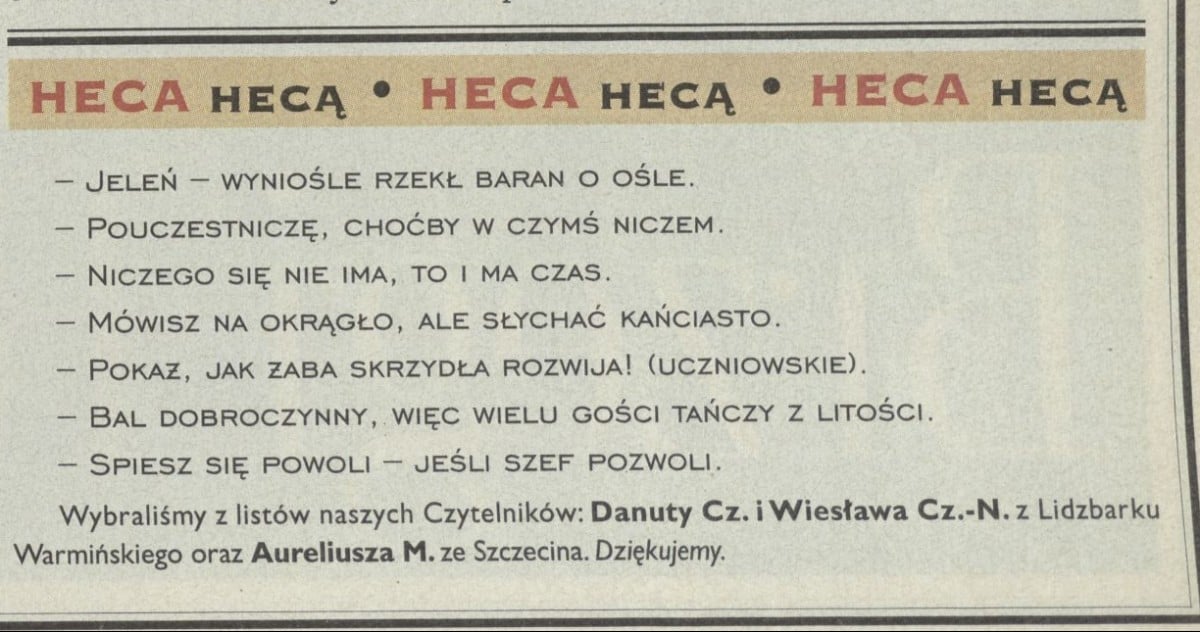 HECA HECĄ • HECA HECĄ • HECA HECĄ
– JELEŃ – WYNIOŚLE RZEKŁ BARAN O OŚLE.
– POUCZESTNICZĘ, CHOĆBY W CZYMŚ NICZEM.
– NICZEGO SIĘ NIE IMA, TO I MA CZAS.
– MÓWISZ NA OKRĄGŁO, ALE SŁYCHAĆ KAŃCIASTO.
– POKAŻ, JAK ŻABA SKRZYDŁA ROZWIJA! (UCZNIOWSKIE).
– BAL DOBROCZYNNY, WIĘC WIELU GOŚCI TAŃCZY Z LITOŚCI.
– SPIESZ SIĘ POWOLI – JEŚLI SZEF POZWOLI.
Wybraliśmy z listów naszych Czytelników: Danuty Cz. i Wiesława Cz.-N. z Lidzbarku
Warmińskiego oraz Aureliusza M. ze Szczecina. Dziękujemy.